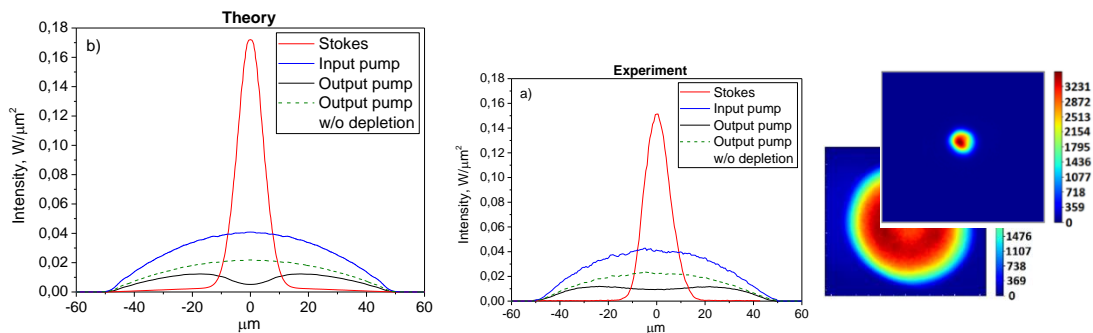 Theory
b)
0,18
0,16
0,14
0,12
0,10
0,08
0,06
0,04
0,02
0,00
Intensity, W/μm²
Stokes
Input pump
Output pump
Output pump
w/o depletion
-60 -40 -20 0 20 40 60
μm
Experiment
a)
0,18
0,16
0,14
0,12
0,10
0,08
0,06
0,04
0,02
0,00
Intensity, W/μm²
Stokes
Input pump
Output pump
Output pump
w/o depletion
-60 -40 -20 0 20 40 60
μm
3231
2872
2513
2154
1795
1436
1077
718
359
0
1476
1107
738
369
0